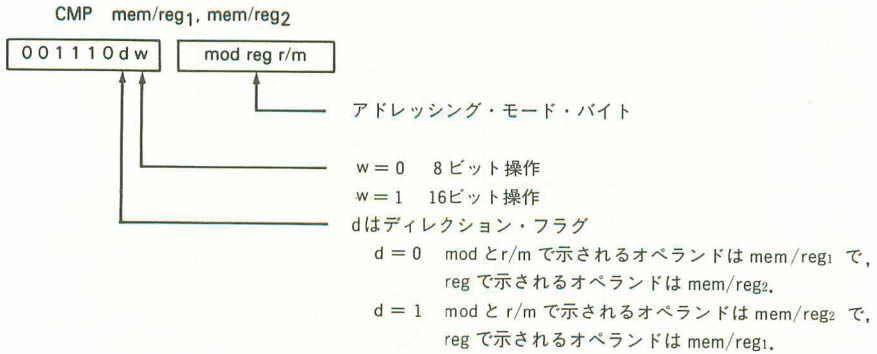 CMP mem/reg1, mem/reg2
001110dw mod reg r/m
アドレッシング・モード・バイト
w=0 8ビット操作
w=1 16ビット操作
dはディレクション・フラグ
d=0 modとr/mで示されるオペランドはmem/reg1で,
regで示されるオペランドはmem/reg2.
d=1 modとr/mで示されるオペランドはmem/reg2で,
regで示されるオペランドはmem/reg1.